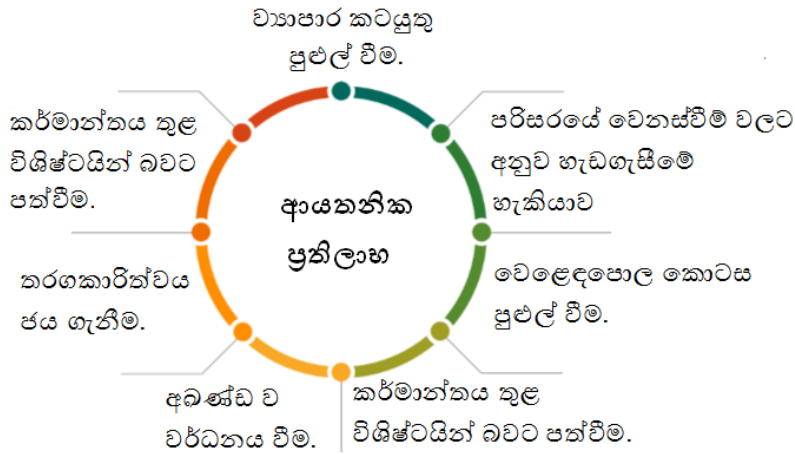 ව්‍යාපාර කටයුතු
පුළුල් වීම.
පරිසරයේ වෙනස්වීම් වලට
අනුව හැඩගැසීමේ
හැකියාව
වෙළෙඳපොල කොටස
පුළුල් වීම.
කර්මාන්තය තුළ
විශිෂ්ටයින් බවට පත්වීම.
අඛණ්ඩ ව
වර්ධනය වීම.
තරගකාරිත්වය
ජය ගැනීම.
කර්මාන්තය තුළ
විශිෂ්ටයින් බවට
පත්වීම.
ආයතනික
ප්‍රතිලාභ